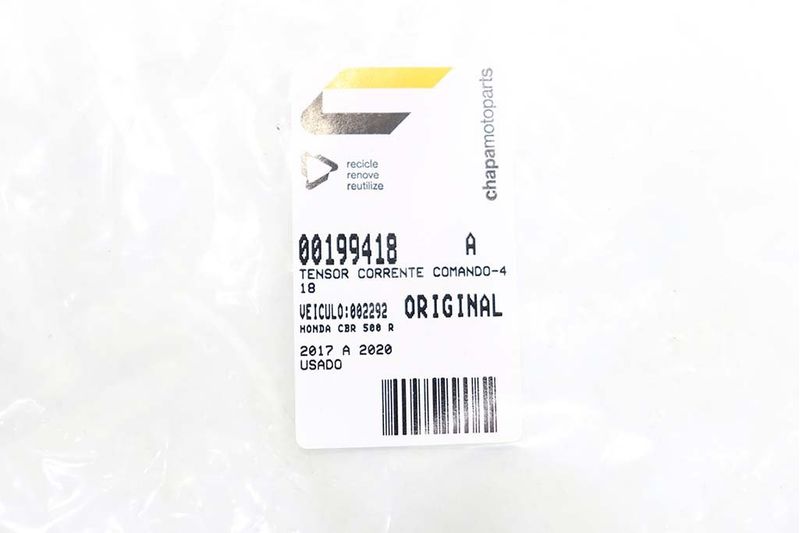 chapamotoparts
recicle
renove
reutilize
00199418 A
TENSOR CORRENTE COMANDO-4
18
VEICULO:002292 ORIGINAL
HONDA CBR 500 R
2017 A 2020
USADO